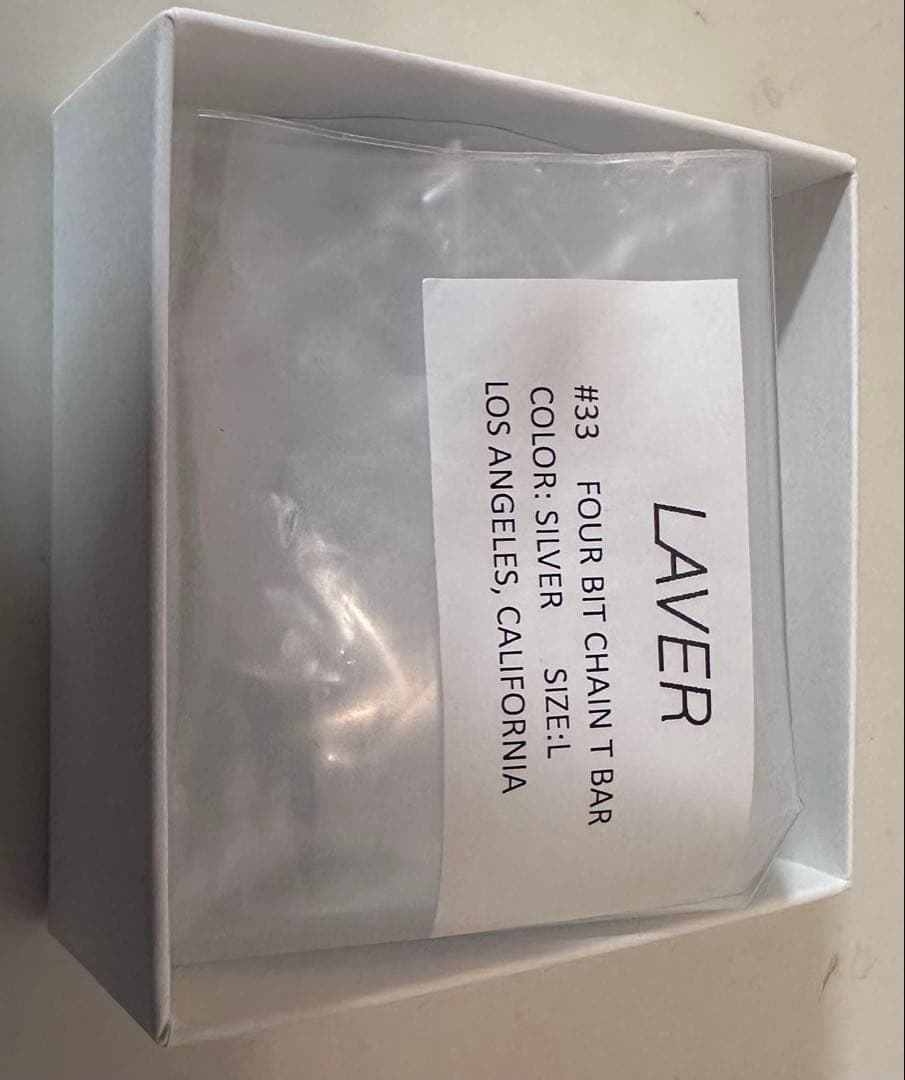 LAVER
#33 FOUR BIT CHAIN T BAR
COLOR: SILVER SIZE:L
LOS ANGELES, CALIFORNIA